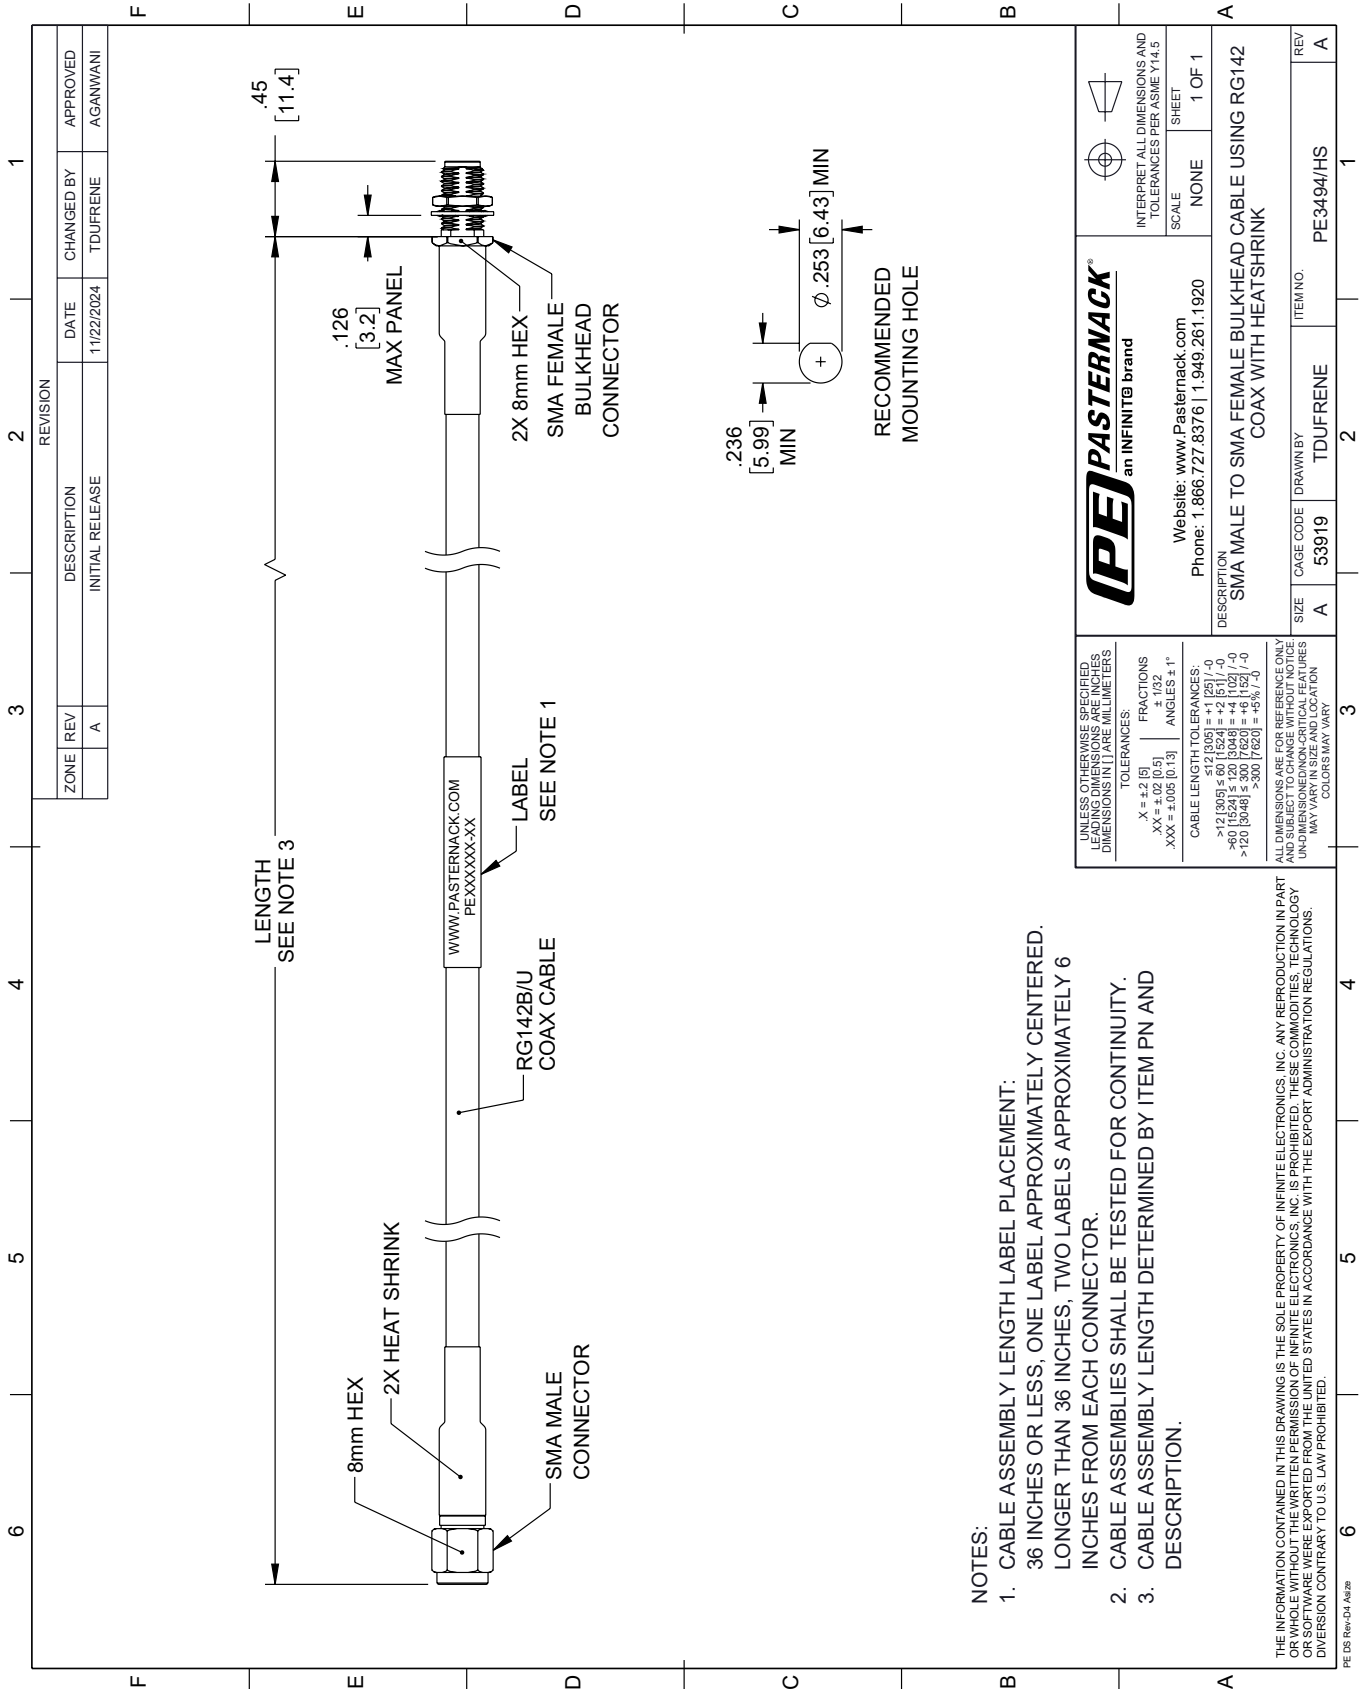 REVISION
ZONE REV DESCRIPTION DATE CHANGED BY APPROVED
A INITIAL RELEASE 11/22/2024 TDUFRENE AGANWANI
6 5 4 3 2 1
F
E
D
C
B
A
LENGTH
SEE NOTE 3
.45
[11.4]
.126
[3.2]
MAX PANEL
8mm HEX
2X HEAT SHRINK
SMA MALE
CONNECTOR
RG142B/U
COAX CABLE
WWW.PASTERNACK.COM
PEXXXXXX-XX
LABEL
SEE NOTE 1
2X 8mm HEX
SMA FEMALE
BULKHEAD
CONNECTOR
.236
[5.99]
MIN
Ø.253 [6.43] MIN
RECOMMENDED
MOUNTING HOLE
NOTES:
1. CABLE ASSEMBLY LENGTH LABEL PLACEMENT:
36 INCHES OR LESS, ONE LABEL APPROXIMATELY CENTERED.
LONGER THAN 36 INCHES, TWO LABELS APPROXIMATELY 6
INCHES FROM EACH CONNECTOR.
2. CABLE ASSEMBLIES SHALL BE TESTED FOR CONTINUITY.
3. CABLE ASSEMBLY LENGTH DETERMINED BY ITEM PN AND
DESCRIPTION.
THE INFORMATION CONTAINED IN THIS DRAWING IS THE SOLE PROPERTY OF INFINITE ELECTRONICS, INC. ANY REPRODUCTION IN PART
OR WHOLE WITHOUT THE WRITTEN PERMISSION OF INFINITE ELECTRONICS, INC. IS PROHIBITED. THESE COMMODITIES, TECHNOLOGY
OR SOFTWARE WERE EXPORTED FROM THE UNITED STATES IN ACCORDANCE WITH THE EXPORT ADMINISTRATION REGULATIONS.
DIVERSION CONTRARY TO U.S. LAW PROHIBITED.
UNLESS OTHERWISE SPECIFIED
LEADING DIMENSIONS ARE INCHES
DIMENSIONS IN [ ] ARE MILLIMETERS
TOLERANCES:
.X = ±.2 [5] FRACTIONS
.XX = ±.02 [0.5] ± 1/32
.XXX = ±.005 [0.13] ANGLES ± 1°
CABLE LENGTH TOLERANCES:
≤12 [305] = +1 [25] / -0
>12 [305] ≤ 60 [1524] = +2 [51] / -0
>60 [1524] ≤ 120 [3048] = +4 [102] / -0
>120 [3048] ≤ 300 [7620] = +6 [152] / -0
>300 [7620] = +5% / -0
ALL DIMENSIONS ARE FOR REFERENCE ONLY
AND SUBJECT TO CHANGE WITHOUT NOTICE.
UN-DIMENSIONED/NON-CRITICAL FEATURES
MAY VARY IN SIZE AND LOCATION
COLORS MAY VARY
PE PASTERNACK®
an INFINIT@ brand
Website: www.Pasternack.com
Phone: 1.866.727.8376 | 1.949.261.1920
INTERPRET ALL DIMENSIONS AND
TOLERANCES PER ASME Y14.5
SCALE SHEET
NONE 1 OF 1
DESCRIPTION
SMA MALE TO SMA FEMALE BULKHEAD CABLE USING RG142
COAX WITH HEATSHRINK
SIZE CAGE CODE DRAWN BY ITEM NO. REV
A 53919 TDUFRENE PE3494/HS A
6 5 4 3 2 1
F
E
D
C
B
A
PE DS Rev-D4 Asize